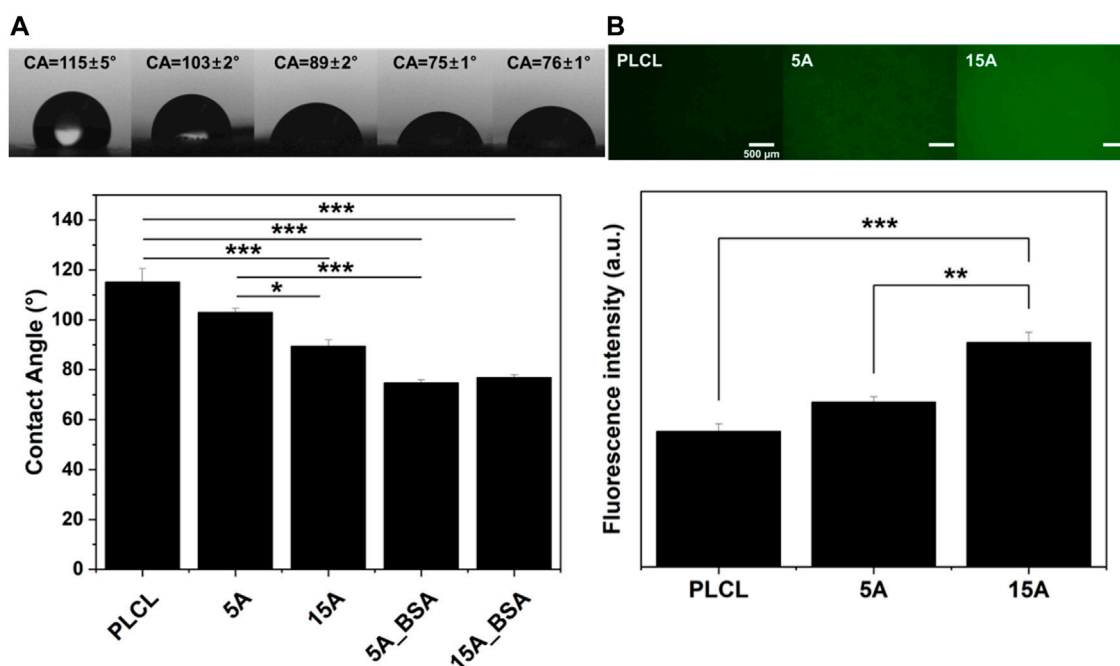 A
CA=115±5° CA=103±2° CA=89±2° CA=75±1° CA=76±1°
Contact Angle (°)
140
120
100
80
60
40
20
0
***
***
***
***
*
PLCL 5A 15A 5A_BSA 15A_BSA
B
PLCL 5A 15A
500 µm
Fluorescence intensity (a.u.)
***
**
PLCL 5A 15A